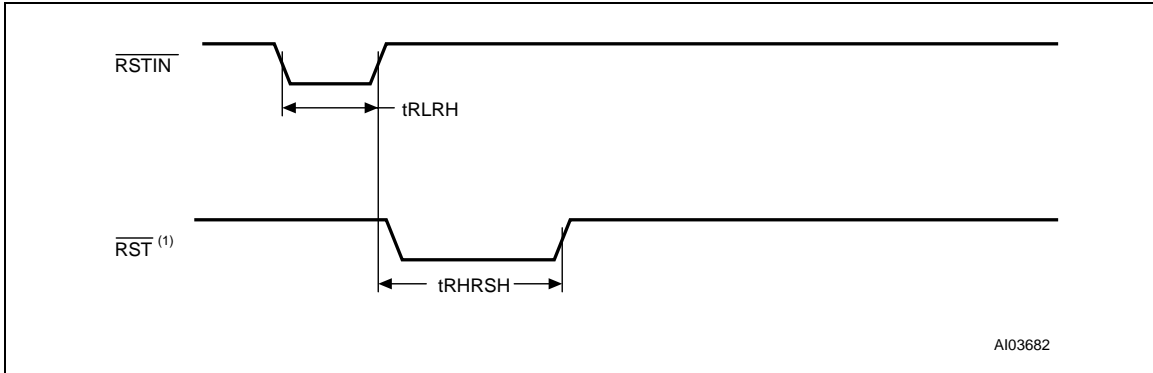 RSTIN
tRLRH
RST (1)
tRHRSH
AI03682